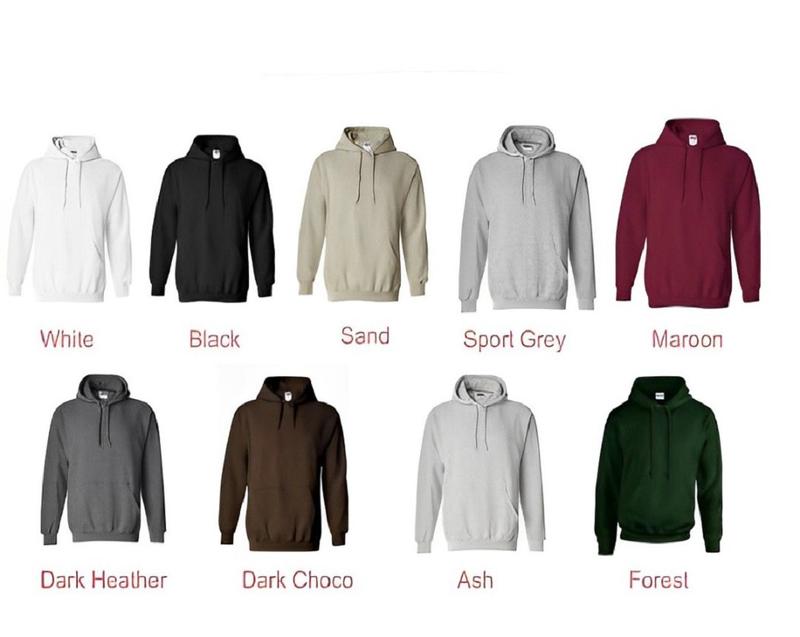 White
Black
Sand
Sport Grey
Maroon
Dark Heather
Dark Choco
Ash
Forest